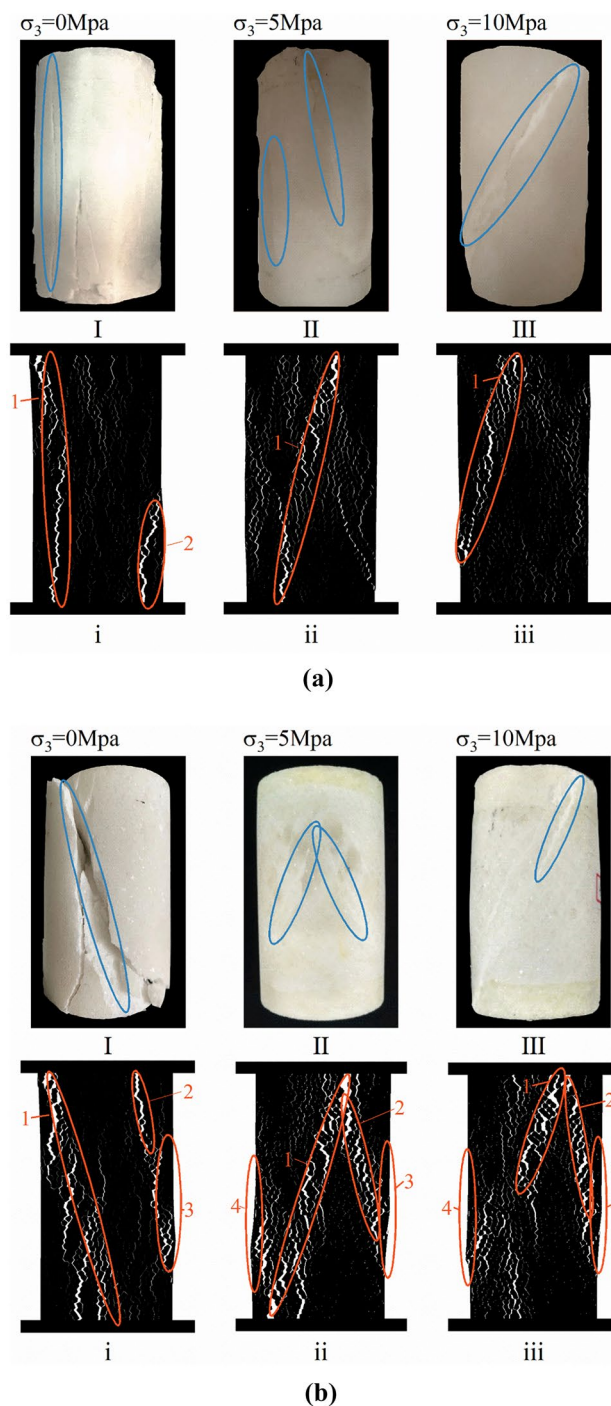 σ3=0Mpa σ3=5Mpa σ3=10Mpa
I II III
1 2 1 1
i ii iii
(a)
σ3=0Mpa σ3=5Mpa σ3=10Mpa
I II III
1 2 3 1 2 3 4 1 2 4
i ii iii
(b)